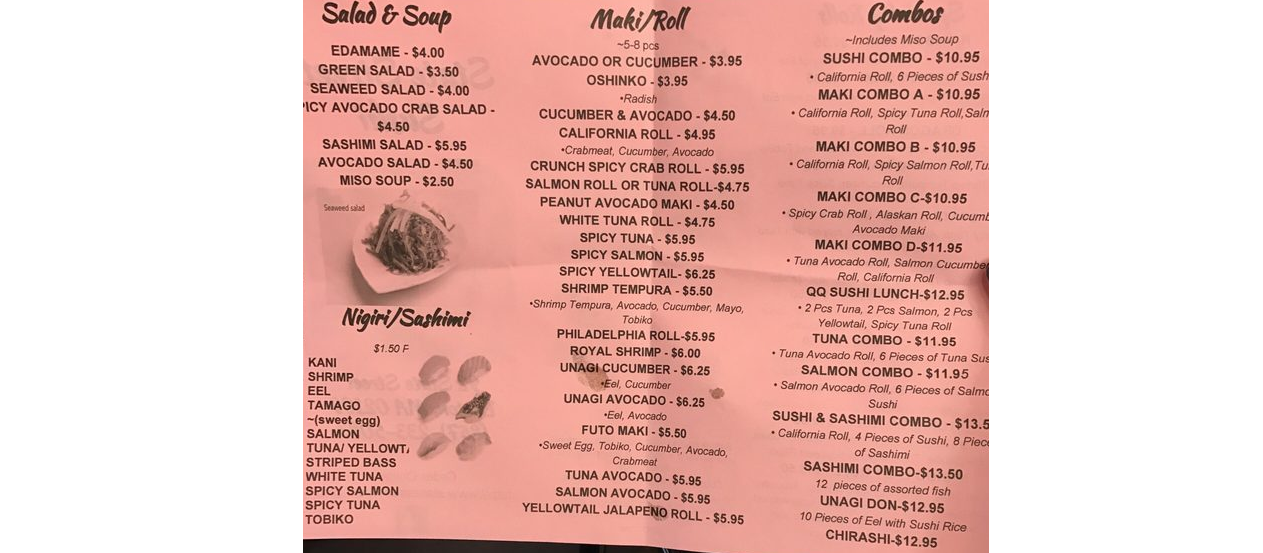 Salad & Soup
EDAMAME - $4.00
GREEN SALAD - $3.50
SEAWEED SALAD - $4.00
ICY AVOCADO CRAB SALAD -
$4.50
SASHIMI SALAD - $5.95
AVOCADO SALAD - $4.50
MISO SOUP - $2.50
Seaweed salad
Nigiri/Sashimi
$1.50 P
KANI
SHRIMP
EEL
TAMAGO
~(sweet egg)
SALMON
TUNA/ YELLOWT
STRIPED BASS
WHITE TUNA
SPICY SALMON
SPICY TUNA
TOBIKO
Maki/Roll
~5-8 pcs
AVOCADO OR CUCUMBER - $3.95
OSHINKO - $3.95
•Radish
CUCUMBER & AVOCADO - $4.50
CALIFORNIA ROLL - $4.95
•Crabmeat, Cucumber, Avocado
CRUNCH SPICY CRAB ROLL - $5.95
SALMON ROLL OR TUNA ROLL-$4.75
PEANUT AVOCADO MAKI - $4.50
WHITE TUNA ROLL - $4.75
SPICY TUNA - $5.95
SPICY SALMON - $5.95
SPICY YELLOWTAIL- $6.25
SHRIMP TEMPURA - $5.50
•Shrimp Tempura, Avocado, Cucumber, Mayo,
Tobiko
PHILADELPHIA ROLL-$5.95
ROYAL SHRIMP - $6.00
UNAGI CUCUMBER - $6.25
•Eel, Cucumber
UNAGI AVOCADO - $6.25
•Eel, Avocado
FUTO MAKI - $5.50
•Sweet Egg, Tobiko, Cucumber, Avocado,
Crabmeat
TUNA AVOCADO - $5.95
SALMON AVOCADO - $5.95
YELLOWTAIL JALAPENO ROLL - $5.95
Combos
~Includes Miso Soup
SUSHI COMBO - $10.95
• California Roll, 6 Pieces of Sush
MAKI COMBO A - $10.95
• California Roll, Spicy Tuna Roll,Salm
Roll
MAKI COMBO B - $10.95
• California Roll, Spicy Salmon Roll,Tu
Roll
MAKI COMBO C-$10.95
• Spicy Crab Roll , Alaskan Roll, Cucumb
Avocado Maki
MAKI COMBO D-$11.95
• Tuna Avocado Roll, Salmon Cucumber
Roll, California Roll
QQ SUSHI LUNCH-$12.95
• 2 Pcs Tuna, 2 Pcs Salmon, 2 Pcs
Yellowtail, Spicy Tuna Roll
TUNA COMBO - $11.95
• Tuna Avocado Roll, 6 Pieces of Tuna Sus
SALMON COMBO - $11.95
• Salmon Avocado Roll, 6 Pieces of Salmo
Sushi
SUSHI & SASHIMI COMBO - $13.5
• California Roll, 4 Pieces of Sushi, 8 Piece
of Sashimi
SASHIMI COMBO-$13.50
12 pieces of assorted fish
UNAGI DON-$12.95
10 Pieces of Eel with Sushi Rice
CHIRASHI-$12.95